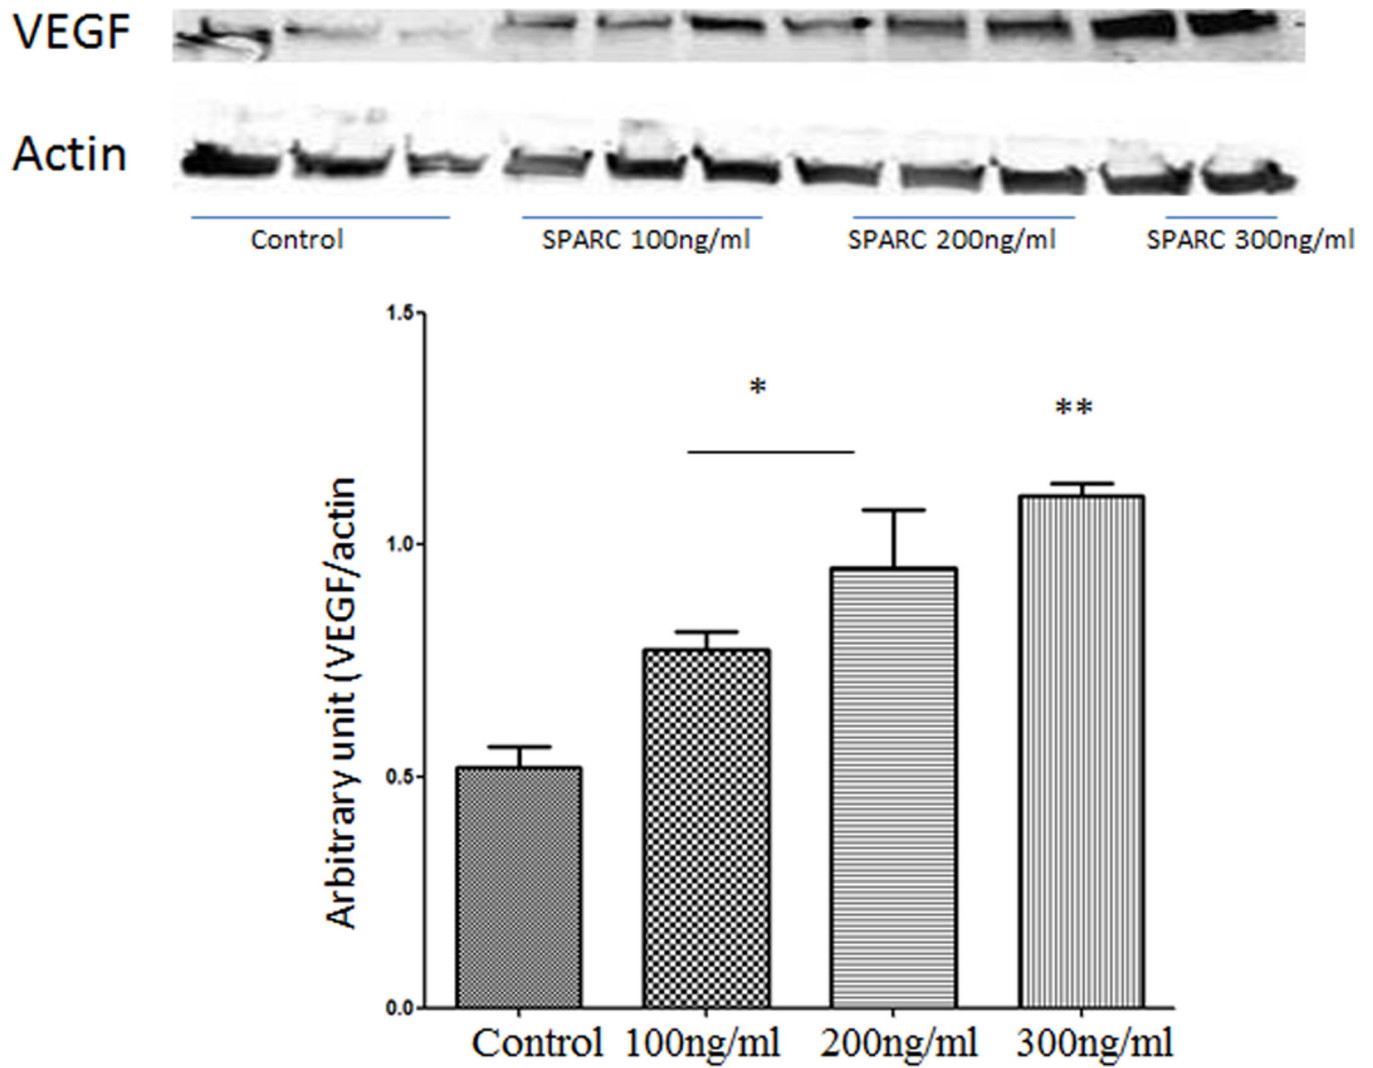 VEGF
Actin
Control SPARC 100ng/ml SPARC 200ng/ml SPARC 300ng/ml
1.5
*
**
1.0
Arbitrary unit (VEGF/actin
0.5
0.0
Control 100ng/ml 200ng/ml 300ng/ml